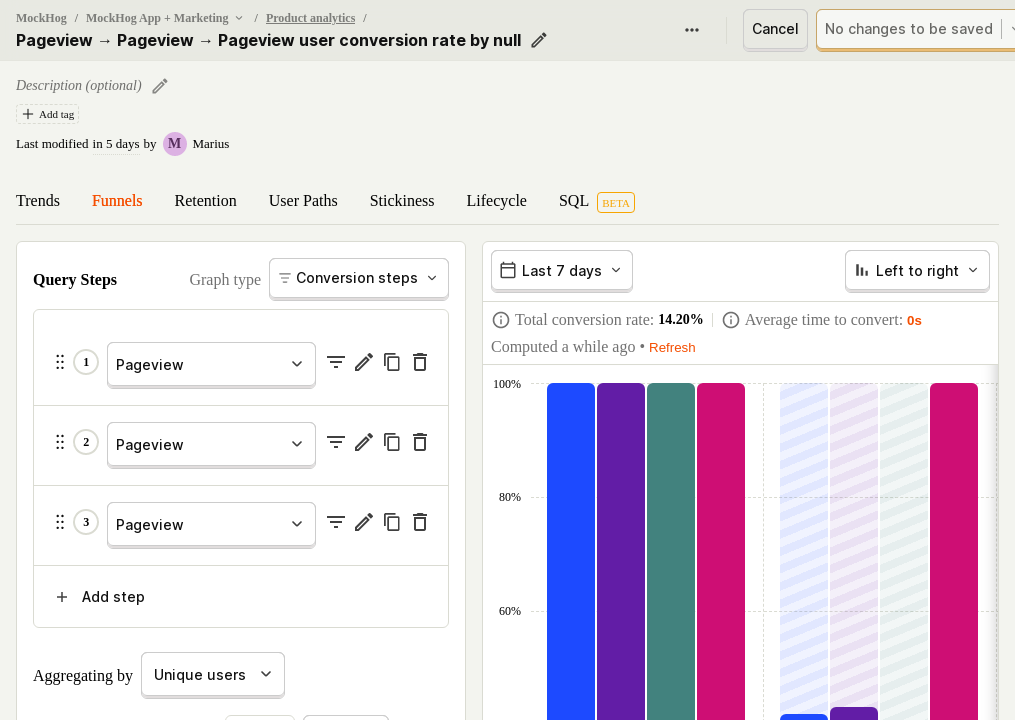 MockHog / MockHog App + Marketing / Product analytics /
Pageview → Pageview → Pageview user conversion rate by null
Cancel
No changes to be saved
Description (optional)
Add tag
Last modified in 5 days by M Marius
Trends Funnels Retention User Paths Stickiness Lifecycle SQL BETA
Query Steps
Graph type
Conversion steps
1 Pageview
2 Pageview
3 Pageview
Add step
Aggregating by Unique users
Last 7 days
Left to right
Total conversion rate: 14.20%
Average time to convert: 0s
Computed a while ago • Refresh
100%
80%
60%